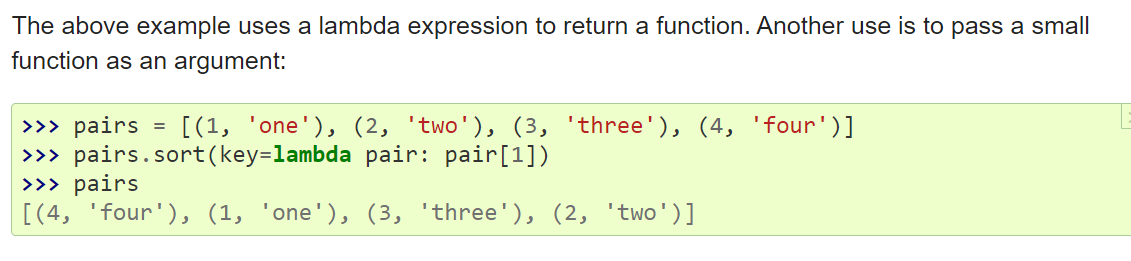 The above example uses a lambda expression to return a function. Another use is to pass a small
function as an argument:
>>> pairs = [(1, 'one'), (2, 'two'), (3, 'three'), (4, 'four')]
>>> pairs.sort(key=lambda pair: pair[1])
>>> pairs
[(4, 'four'), (1, 'one'), (3, 'three'), (2, 'two')]